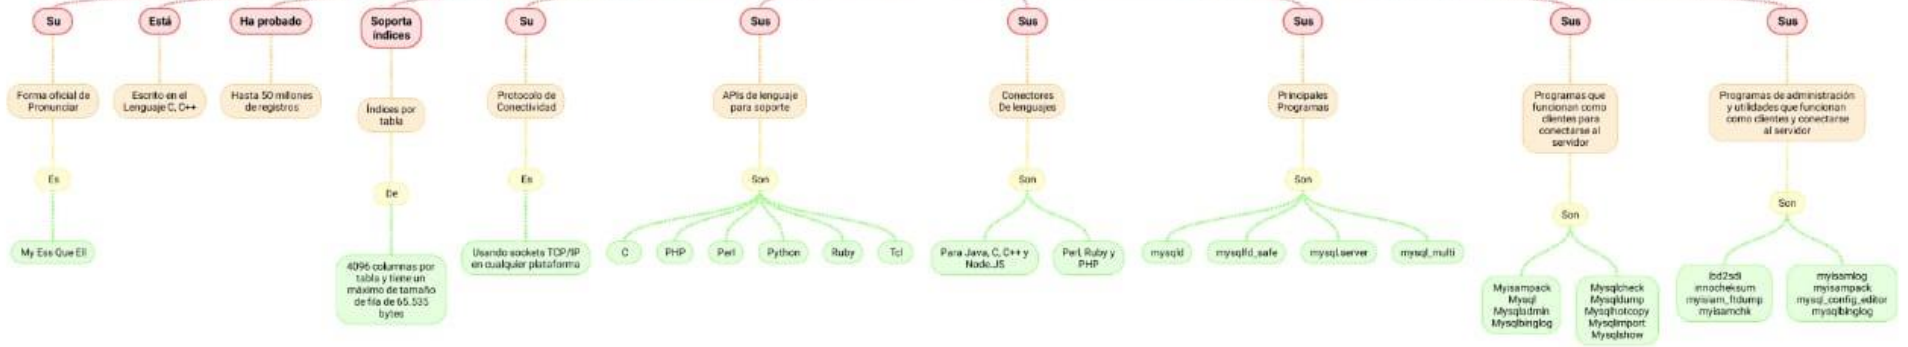 Su
Está
Ha probado
Soporta
índices
Su
Sus
Sus
Sus
Sus
Sus
Forma oficial de
Pronunciar
Escrito en el
Lenguaje C, C++
Hasta 50 millones
de registros
Índices por
tabla
Protocolo de
Conectividad
APIs de lenguaje
para soporte
Conectores
De lenguajes
Principales
Programas
Programas que
funcionan como
clientes para
conectarse al
servidor
Programas de administración
y utilidades que funcionan
como clientes y conectarse
al servidor
Es
De
Es
Son
Son
Son
Son
Son
My Ess Que Ell
4096 columnas por
tabla y tiene un
máximo de tamaño
de fila de 65.535
bytes
Usando sockets TCP/IP
en cualquier plataforma
C
PHP
Perl
Python
Ruby
Tcl
Para Java, C, C++ y
Node.JS
Perl, Ruby y
PHP
mysqld
mysqlfd_safe
mysql.server
mysql_multi
Myisampack
Mysql
Mysqladmin
Mysqlbinglog
Mysqlcheck
Mysqldump
Mysqlhotcopy
Mysqlimport
Mysqlshow
ibd2sdi
innocheksum
myisiam_ftdump
myisamchk
myisamlog
myisampack
mysql_config_editor
mysqlbinglog